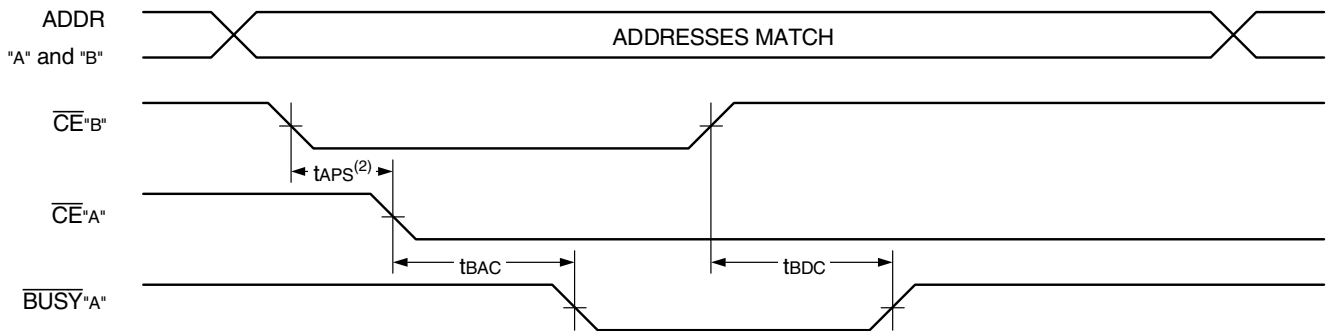 ADDR
"A" and "B"
ADDRESSES MATCH
CE"B"
tAPS(2)
CE"A"
tBAC
tBDC
BUSY"A"